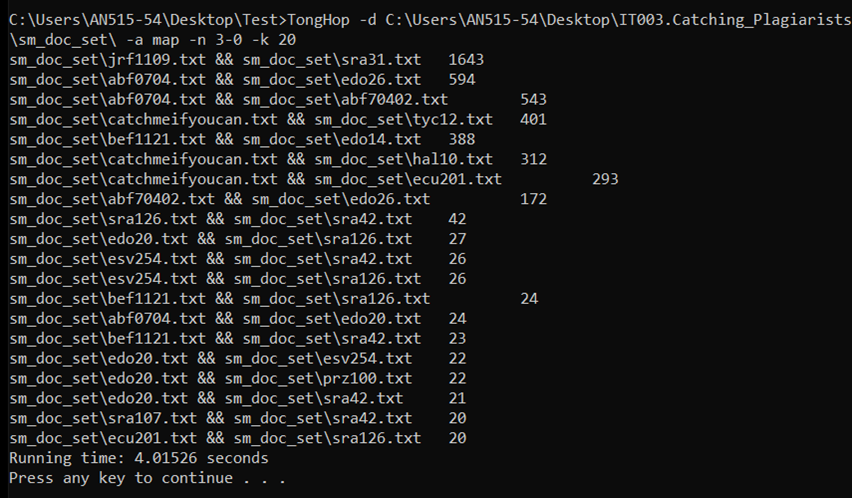 C:\Users\AN515-54\Desktop\Test>TongHop -d C:\Users\AN515-54\Desktop\IT003.Catching_Plagiarists
\sm_doc_set\ -a map -n 3-0 -k 20
sm_doc_set\jrf1109.txt && sm_doc_set\sra31.txt   1643
sm_doc_set\abf0704.txt && sm_doc_set\edo26.txt   594
sm_doc_set\abf0704.txt && sm_doc_set\abf70402.txt        543
sm_doc_set\catchmeifyoucan.txt && sm_doc_set\tyc12.txt   401
sm_doc_set\bef1121.txt && sm_doc_set\edo14.txt   388
sm_doc_set\catchmeifyoucan.txt && sm_doc_set\hal10.txt   312
sm_doc_set\catchmeifyoucan.txt && sm_doc_set\ecu201.txt          293
sm_doc_set\abf70402.txt && sm_doc_set\edo26.txt          172
sm_doc_set\sra126.txt && sm_doc_set\sra42.txt    42
sm_doc_set\edo20.txt && sm_doc_set\sra126.txt    27
sm_doc_set\esv254.txt && sm_doc_set\sra42.txt    26
sm_doc_set\esv254.txt && sm_doc_set\sra126.txt   26
sm_doc_set\bef1121.txt && sm_doc_set\sra126.txt          24
sm_doc_set\abf0704.txt && sm_doc_set\edo20.txt   24
sm_doc_set\bef1121.txt && sm_doc_set\sra42.txt   23
sm_doc_set\edo20.txt && sm_doc_set\esv254.txt    22
sm_doc_set\edo20.txt && sm_doc_set\prz100.txt    22
sm_doc_set\edo20.txt && sm_doc_set\sra42.txt     21
sm_doc_set\sra107.txt && sm_doc_set\sra42.txt    20
sm_doc_set\ecu201.txt && sm_doc_set\sra126.txt   20
Running time: 4.01526 seconds
Press any key to continue . . .